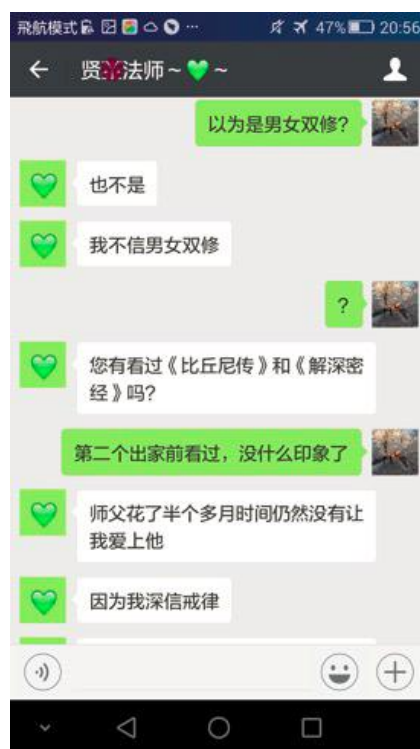 飛航模式
47% 20:56
贤法师~💚~
以为是男女双修?
也不是
我不信男女双修
?
您有看过《比丘尼传》和《解深密
经》吗?
第二个出家前看过，没什么印象了
师父花了半个多月时间仍然没有让
我爱上他
因为我深信戒律